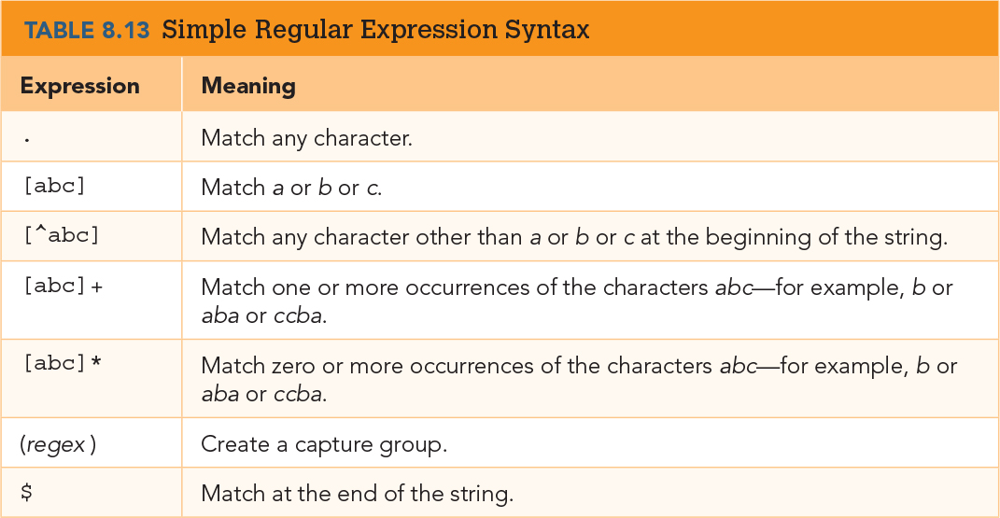 TABLE 8.13 Simple Regular Expression Syntax
Expression Meaning
. Match any character.
[abc] Match a or b or c.
[^abc] Match any character other than a or b or c at the beginning of the string.
[abc]+ Match one or more occurrences of the characters abc—for example, b or
aba or ccba.
[abc]* Match zero or more occurrences of the characters abc—for example, b or
aba or ccba.
(regex) Create a capture group.
$ Match at the end of the string.